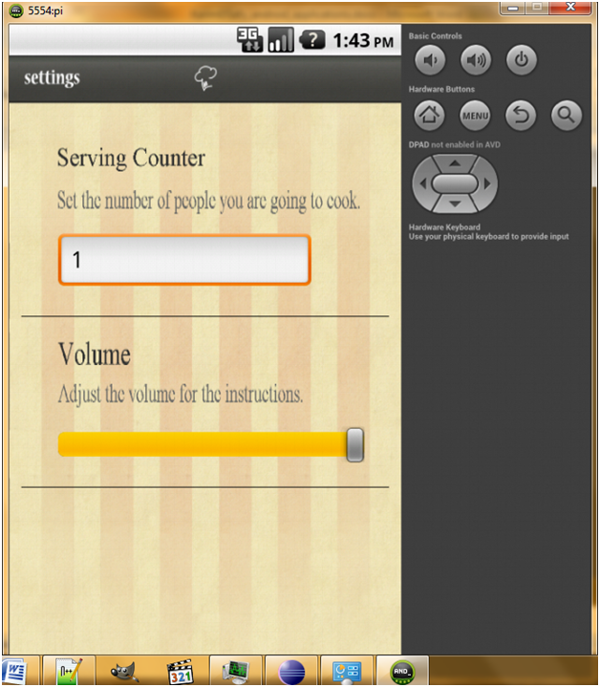 5554:pi
3G
?
1:43 PM
settings
Serving Counter
Set the number of people you are going to cook.
1
Volume
Adjust the volume for the instructions.
Basic Controls
Hardware Buttons
MENU
DPAD not enabled in AVD
Hardware Keyboard
Use your physical keyboard to provide input
W
n++
321
AND_